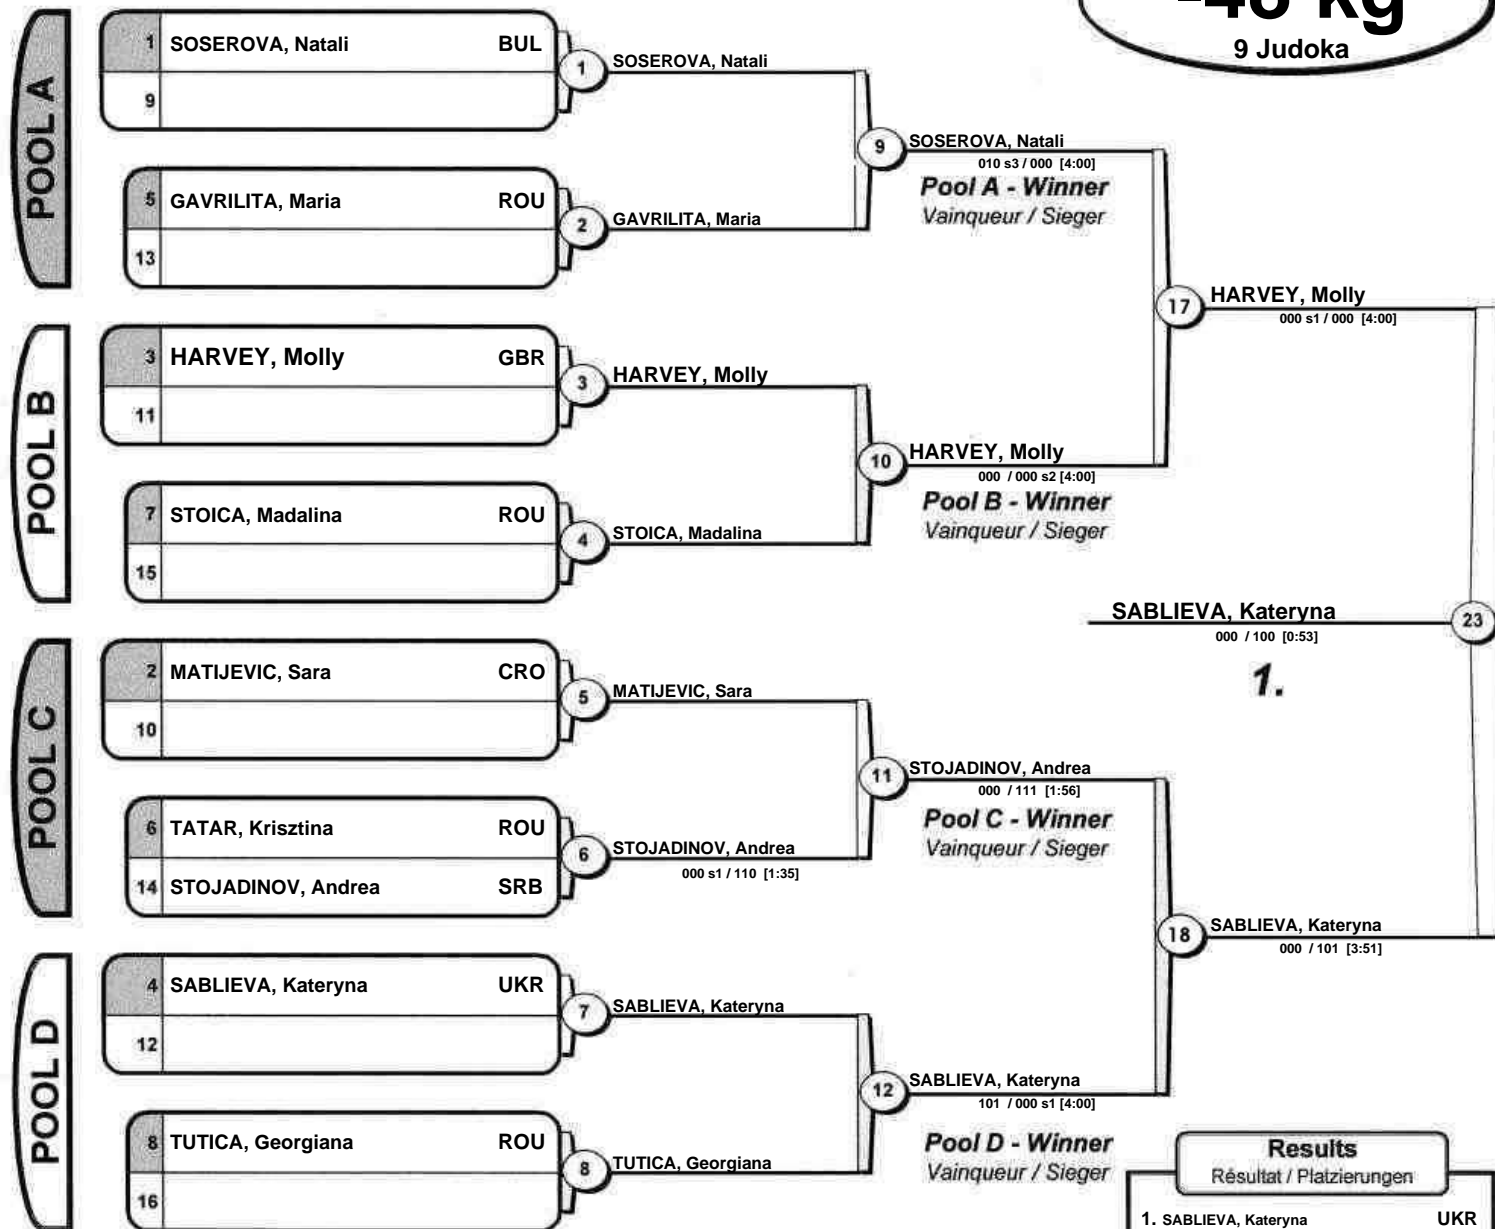 -48 kg
9 Judoka
POOL A
1 SOSEROVA, Natali BUL
9
1 SOSEROVA, Natali
5 GAVRILITA, Maria ROU
13
2 GAVRILITA, Maria
9 SOSEROVA, Natali
010 s3 / 000 [4:00]
Pool A - Winner
Vainqueur / Sieger
POOL B
3 HARVEY, Molly GBR
11
3 HARVEY, Molly
7 STOICA, Madalina ROU
15
4 STOICA, Madalina
10 HARVEY, Molly
000 / 000 s2 [4:00]
Pool B - Winner
Vainqueur / Sieger
17 HARVEY, Molly
000 s1 / 000 [4:00]
SABLIEVA, Kateryna 23
000 / 100 [0:53]
1.
POOL C
2 MATIJEVIC, Sara CRO
10
5 MATIJEVIC, Sara
6 TATAR, Krisztina ROU
14 STOJADINOV, Andrea SRB
6 STOJADINOV, Andrea
000 s1 / 110 [1:35]
11 STOJADINOV, Andrea
000 / 111 [1:56]
Pool C - Winner
Vainqueur / Sieger
POOL D
4 SABLIEVA, Kateryna UKR
12
7 SABLIEVA, Kateryna
8 TUTICA, Georgiana ROU
16
8 TUTICA, Georgiana
12 SABLIEVA, Kateryna
101 / 000 s1 [4:00]
Pool D - Winner
Vainqueur / Sieger
18 SABLIEVA, Kateryna
000 / 101 [3:51]
Results
Résultat / Platzierungen
1. SABLIEVA, Kateryna UKR